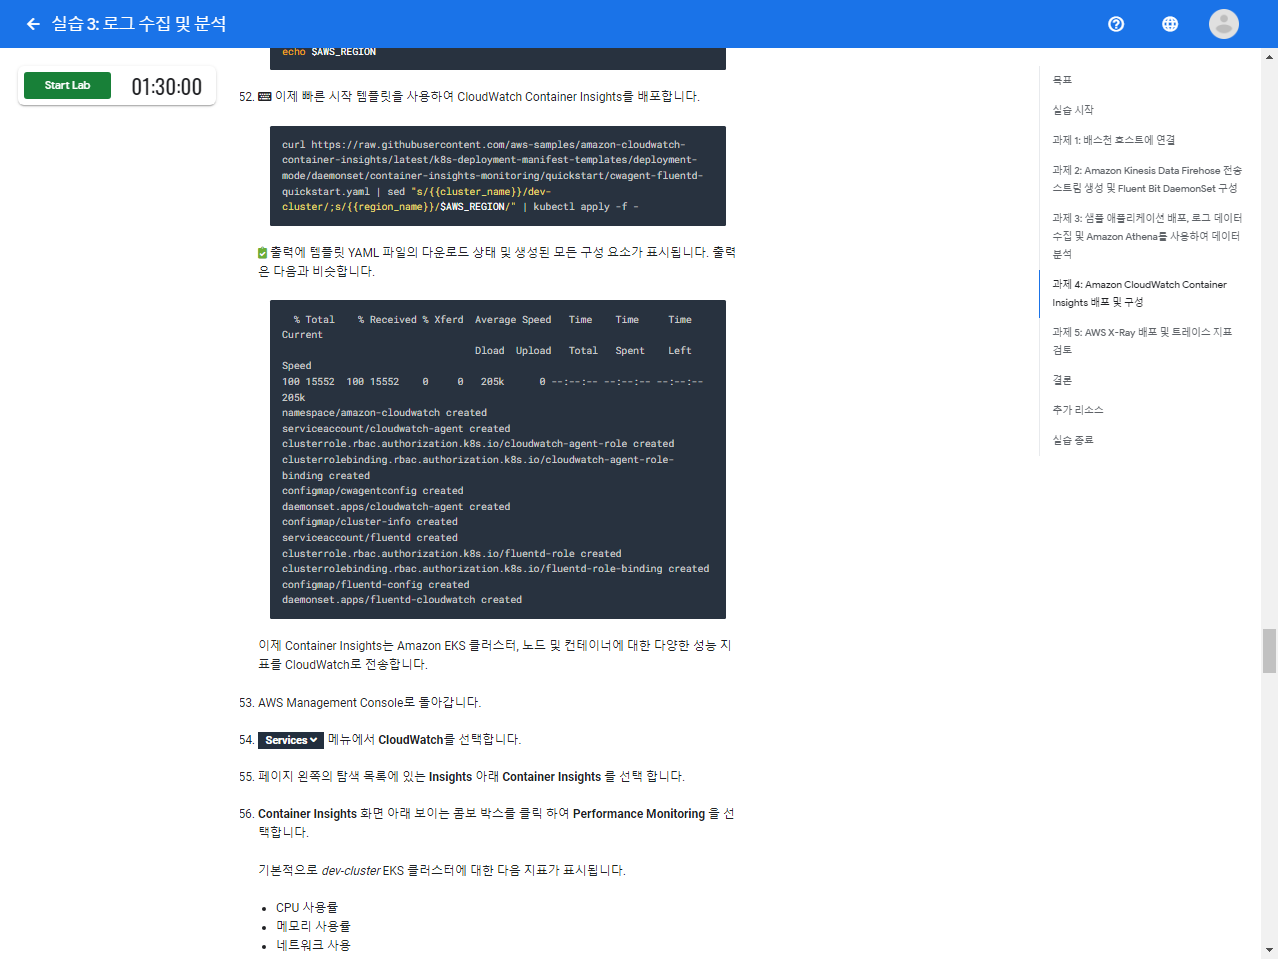 실습 3: 로그 수집 및 분석
Start Lab
01:30:00
echo $AWS_REGION
52. 이제 빠른 시작 템플릿을 사용하여 CloudWatch Container Insights를 배포합니다.
curl https://raw.githubusercontent.com/aws-samples/amazon-cloudwatch-
container-insights/latest/k8s-deployment-manifest-templates/deployment-
mode/daemonset/container-insights-monitoring/quickstart/cwagent-fluentd-
quickstart.yaml | sed "s/{{cluster_name}}/dev-
cluster/;s/{{region_name}}/$AWS_REGION/" | kubectl apply -f -
출력에 템플릿 YAML 파일의 다운로드 상태 및 생성된 모든 구성 요소가 표시됩니다. 출력
은 다음과 비슷합니다.
% Total % Received % Xferd Average Speed Time Time Time
Current
Dload Upload Total Spent Left
Speed
100 15552 100 15552 0 0 205k 0 --:--:-- --:--:-- --:--:--
205k
namespace/amazon-cloudwatch created
serviceaccount/cloudwatch-agent created
clusterrole.rbac.authorization.k8s.io/cloudwatch-agent-role created
clusterrolebinding.rbac.authorization.k8s.io/cloudwatch-agent-role-
binding created
configmap/cwagentconfig created
daemonset.apps/cloudwatch-agent created
configmap/cluster-info created
serviceaccount/fluentd created
clusterrole.rbac.authorization.k8s.io/fluentd-role created
clusterrolebinding.rbac.authorization.k8s.io/fluentd-role-binding created
configmap/fluentd-config created
daemonset.apps/fluentd-cloudwatch created
이제 Container Insights는 Amazon EKS 클러스터, 노드 및 컨테이너에 대한 다양한 성능 지
표를 CloudWatch로 전송합니다.
53. AWS Management Console로 돌아갑니다.
54. Services 메뉴에서 CloudWatch를 선택합니다.
55. 페이지 왼쪽의 탐색 목록에 있는 Insights 아래 Container Insights 를 선택 합니다.
56. Container Insights 화면 아래 보이는 콤보 박스를 클릭 하여 Performance Monitoring 을 선
택합니다.
기본적으로 dev-cluster EKS 클러스터에 대한 다음 지표가 표시됩니다.
• CPU 사용률
• 메모리 사용률
• 네트워크 사용
목표
실습 시작
과제 1: 배스천 호스트에 연결
과제 2: Amazon Kinesis Data Firehose 전송
스트림 생성 및 Fluent Bit DaemonSet 구성
과제 3: 샘플 애플리케이션 배포, 로그 데이터
수집 및 Amazon Athena를 사용하여 데이터
분석
과제 4: Amazon CloudWatch Container
Insights 배포 및 구성
과제 5: AWS X-Ray 배포 및 트레이스 지표
검토
결론
추가 리소스
실습 종료